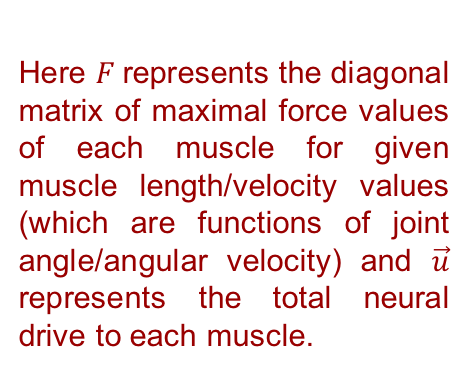 Here 𝐹 represents the diagonal
matrix of maximal force values
of each muscle for given
muscle length/velocity values
(which are functions of joint
angle/angular velocity) and 𝑢⃗
represents the total neural
drive to each muscle.